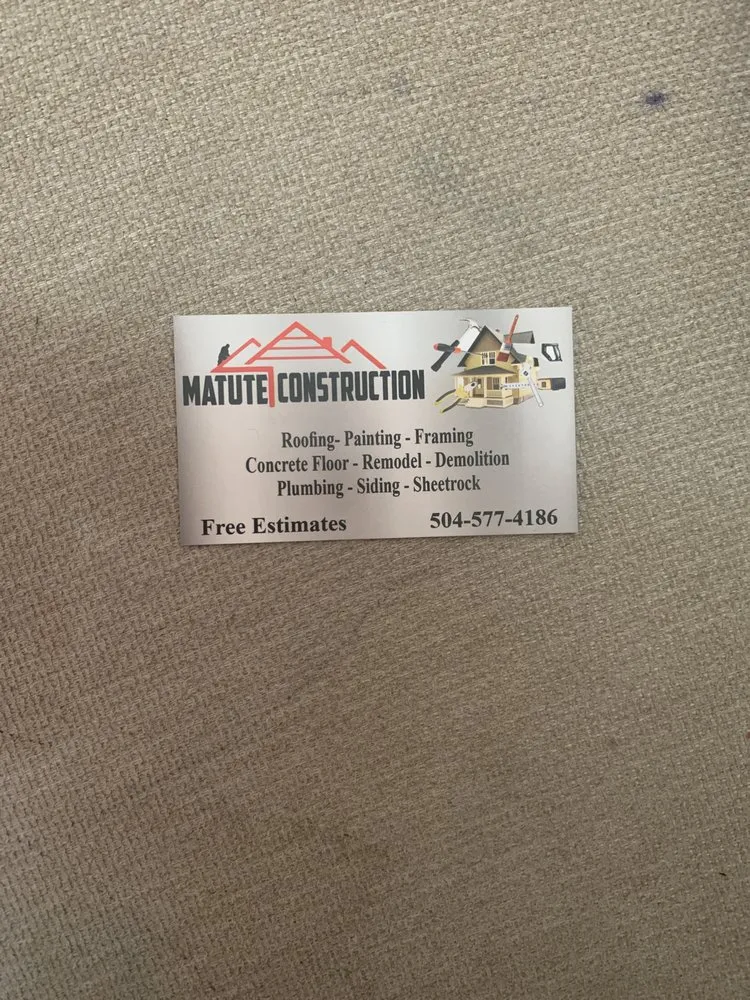 MATUTE CONSTRUCTION
Roofing- Painting - Framing
Concrete Floor - Remodel - Demolition
Plumbing - Siding - Sheetrock
Free Estimates 504-577-4186